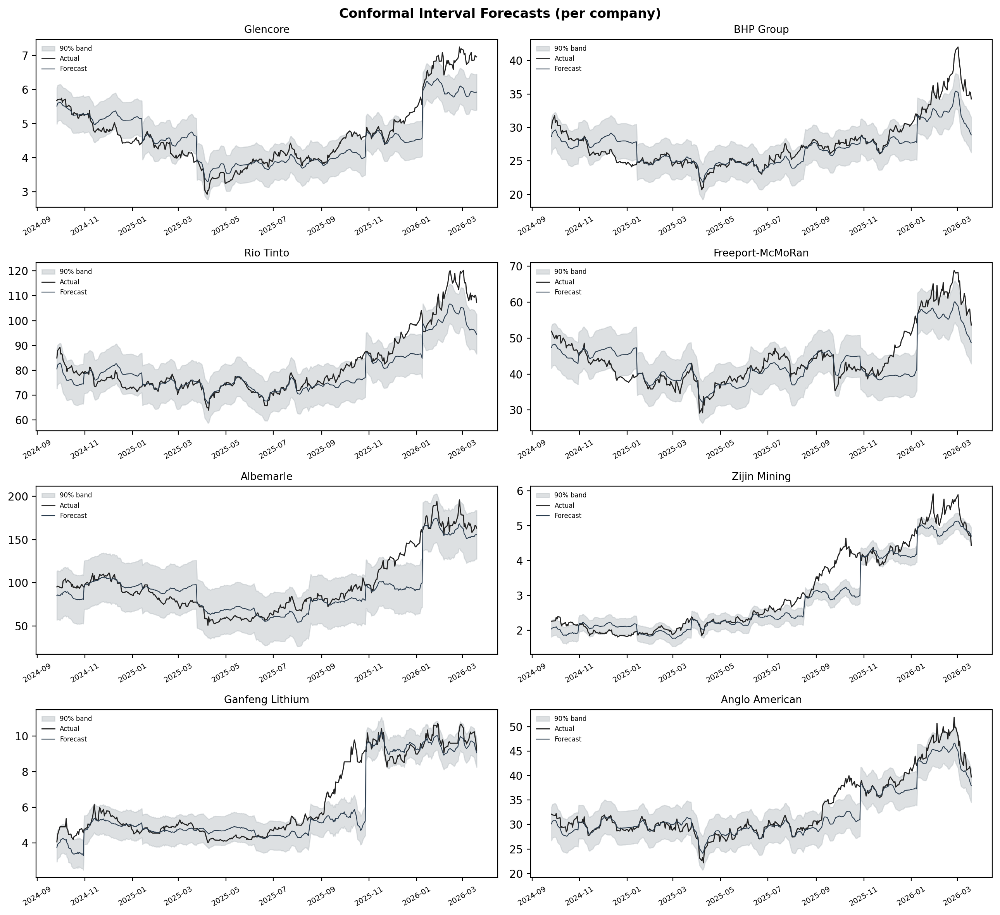 Conformal Interval Forecasts (per company)
Glencore
90% band
Actual
Forecast
7
6
5
4
3
2024-09 2024-11 2025-01 2025-03 2025-05 2025-07 2025-09 2025-11 2026-01 2026-03
BHP Group
90% band
Actual
Forecast
40
35
30
25
20
2024-09 2024-11 2025-01 2025-03 2025-05 2025-07 2025-09 2025-11 2026-01 2026-03
Rio Tinto
90% band
Actual
Forecast
120
110
100
90
80
70
60
2024-09 2024-11 2025-01 2025-03 2025-05 2025-07 2025-09 2025-11 2026-01 2026-03
Freeport-McMoRan
90% band
Actual
Forecast
70
60
50
40
30
2024-09 2024-11 2025-01 2025-03 2025-05 2025-07 2025-09 2025-11 2026-01 2026-03
Albemarle
90% band
Actual
Forecast
200
150
100
50
2024-09 2024-11 2025-01 2025-03 2025-05 2025-07 2025-09 2025-11 2026-01 2026-03
Zijin Mining
90% band
Actual
Forecast
6
5
4
3
2
2024-09 2024-11 2025-01 2025-03 2025-05 2025-07 2025-09 2025-11 2026-01 2026-03
Ganfeng Lithium
90% band
Actual
Forecast
10
8
6
4
2024-09 2024-11 2025-01 2025-03 2025-05 2025-07 2025-09 2025-11 2026-01 2026-03
Anglo American
90% band
Actual
Forecast
50
45
40
35
30
25
20
2024-09 2024-11 2025-01 2025-03 2025-05 2025-07 2025-09 2025-11 2026-01 2026-03